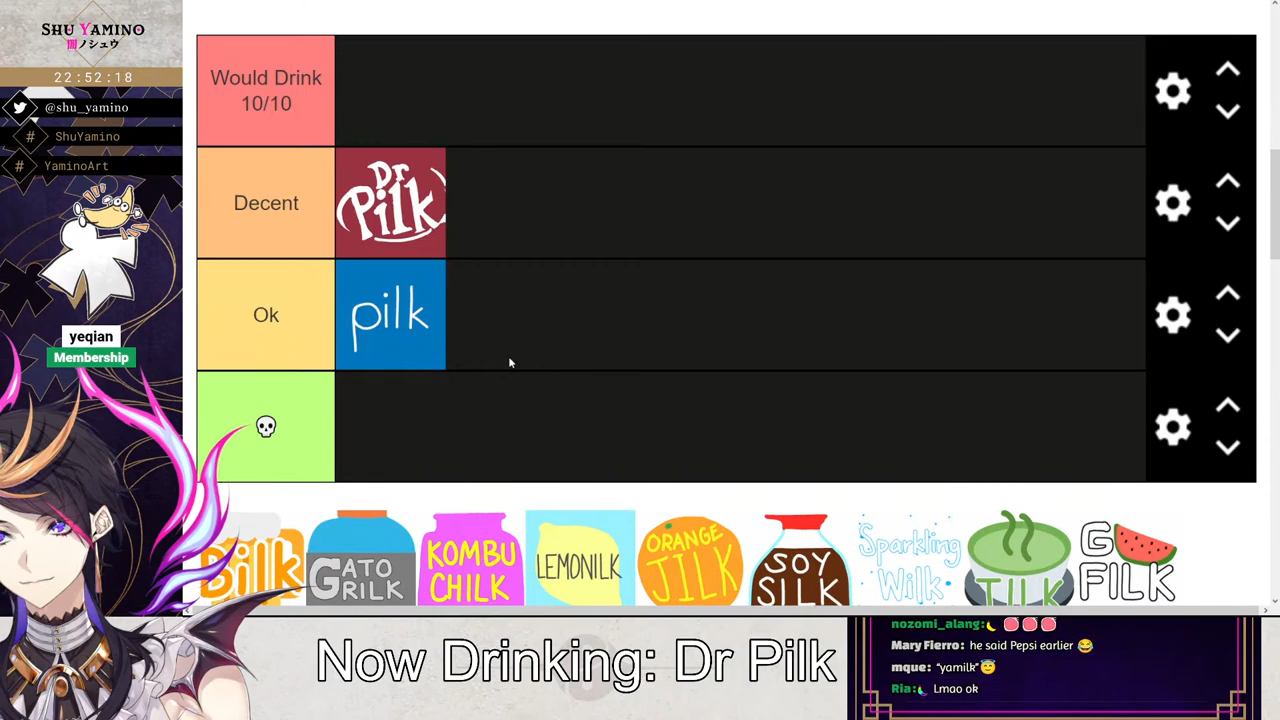 SHU YAMINO
闇ノシュウ
22:52:18
@shu_yamino
# ShuYamino
# YaminoArt
yeqian
Membership
Would Drink
10/10
Decent
Dr
Pilk
Ok
pilk
Bilk
GATO
GRILK
KOMBU
CHILK
LEMONILK
ORANGE
JILK
SOY
SILK
Sparkling
Wilk
TILK
G
FILK
Now Drinking: Dr Pilk
nozomi_alang:
Mary Fierro: he said Pepsi earlier 😂
mque: “yamilk”😇
Ria: Lmao ok